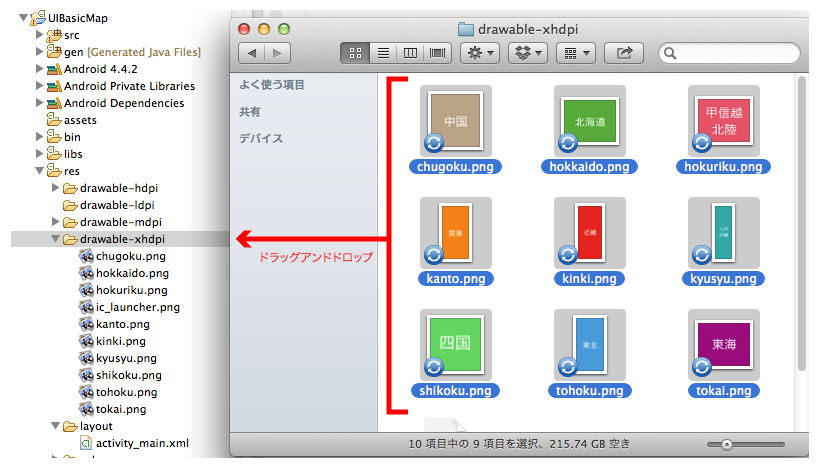 UIBasicMap
src
gen [Generated Java Files]
Android 4.4.2
Android Private Libraries
Android Dependencies
assets
bin
libs
res
drawable-hdpi
drawable-ldpi
drawable-mdpi
drawable-xhdpi
chugoku.png
hokkaido.png
hokuriku.png
ic_launcher.png
kanto.png
kinki.png
kyusyu.png
shikoku.png
tohoku.png
tokai.png
layout
activity_main.xml
drawable-xhdpi
よく使う項目
共有
デバイス
ドラッグアンドドロップ
中国
chugoku.png
北海道
hokkaido.png
甲信越
北陸
hokuriku.png
関東
kanto.png
近畿
kinki.png
九州
沖縄
kyusyu.png
四国
shikoku.png
東北
tohoku.png
東海
tokai.png
10 項目中の 9 項目を選択、215.74 GB 空き